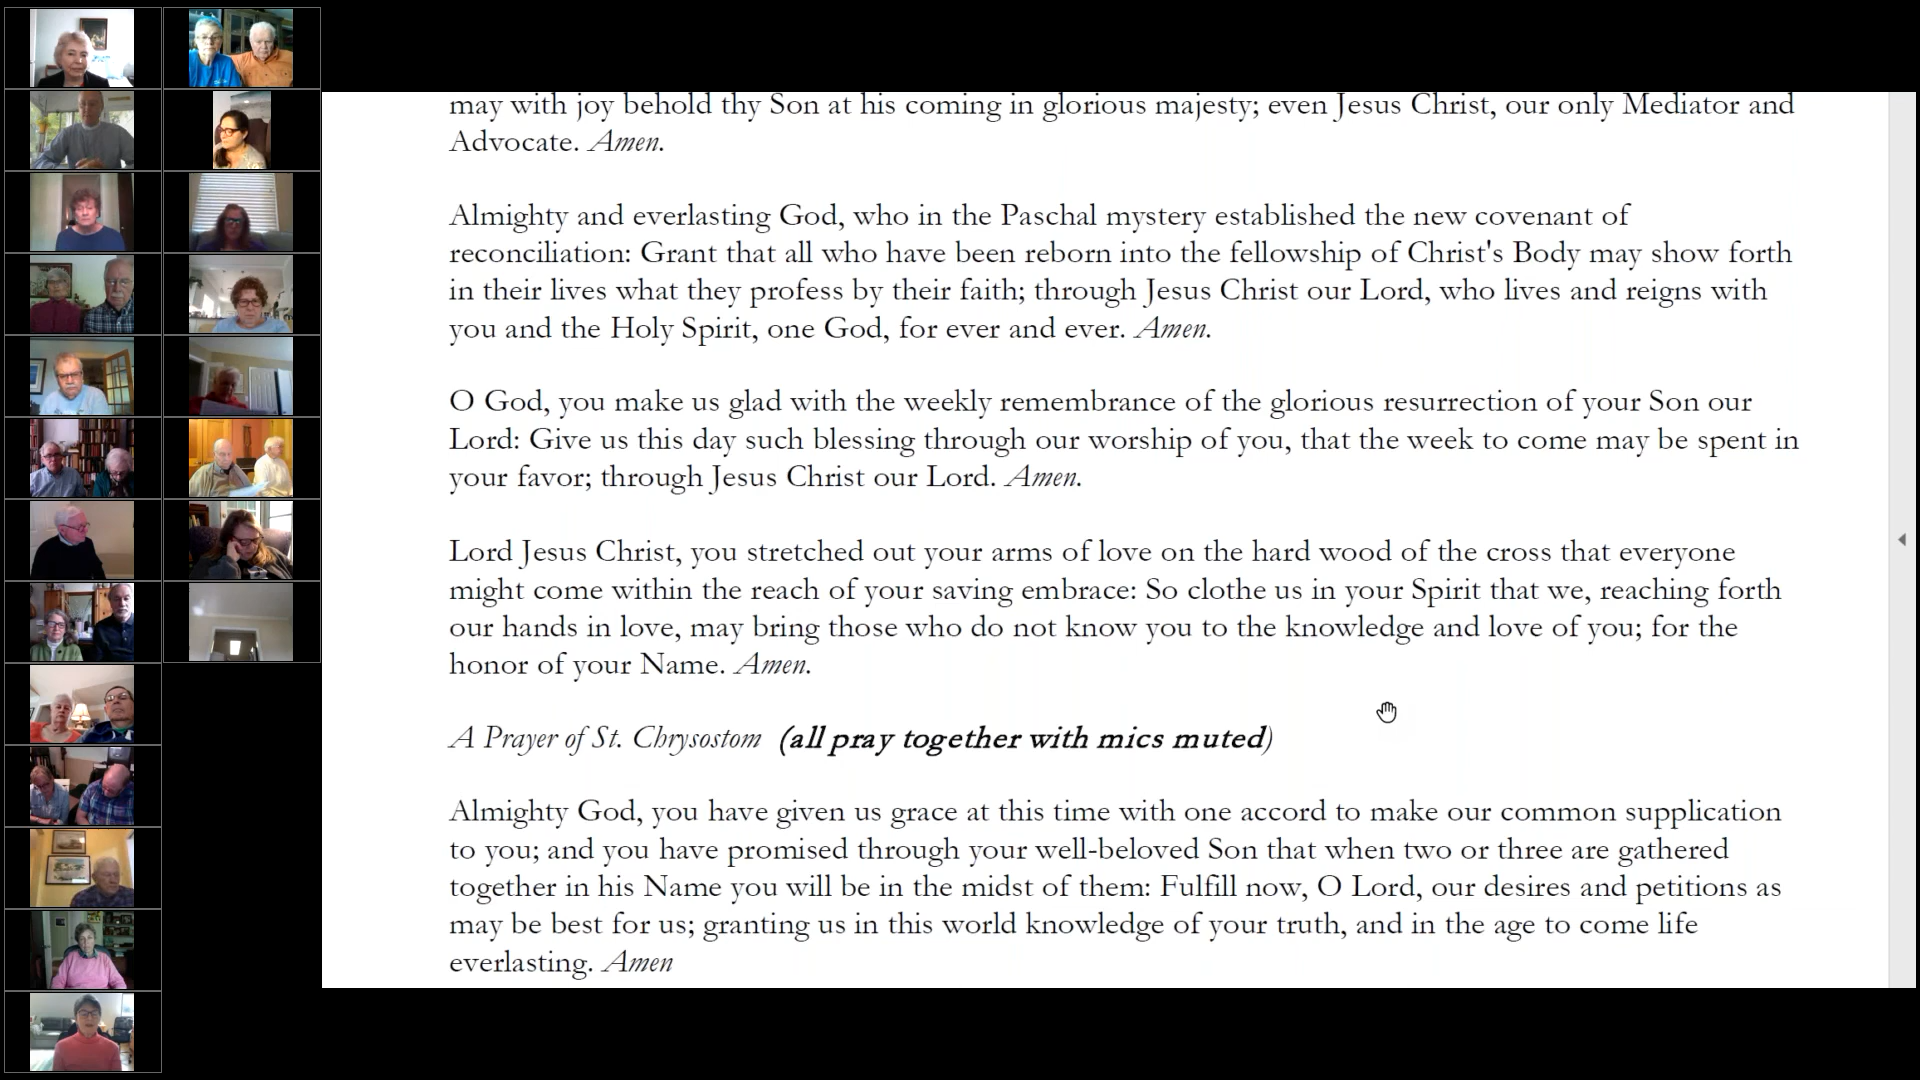 may with joy behold thy Son at his coming in glorious majesty; even Jesus Christ, our only Mediator and
Advocate. Amen.
Almighty and everlasting God, who in the Paschal mystery established the new covenant of
reconciliation: Grant that all who have been reborn into the fellowship of Christ's Body may show forth
in their lives what they profess by their faith; through Jesus Christ our Lord, who lives and reigns with
you and the Holy Spirit, one God, for ever and ever. Amen.
O God, you make us glad with the weekly remembrance of the glorious resurrection of your Son our
Lord: Give us this day such blessing through our worship of you, that the week to come may be spent in
your favor; through Jesus Christ our Lord. Amen.
Lord Jesus Christ, you stretched out your arms of love on the hard wood of the cross that everyone
might come within the reach of your saving embrace: So clothe us in your Spirit that we, reaching forth
our hands in love, may bring those who do not know you to the knowledge and love of you; for the
honor of your Name. Amen.
A Prayer of St. Chrysostom (all pray together with mics muted)
Almighty God, you have given us grace at this time with one accord to make our common supplication
to you; and you have promised through your well-beloved Son that when two or three are gathered
together in his Name you will be in the midst of them: Fulfill now, O Lord, our desires and petitions as
may be best for us; granting us in this world knowledge of your truth, and in the age to come life
everlasting. Amen